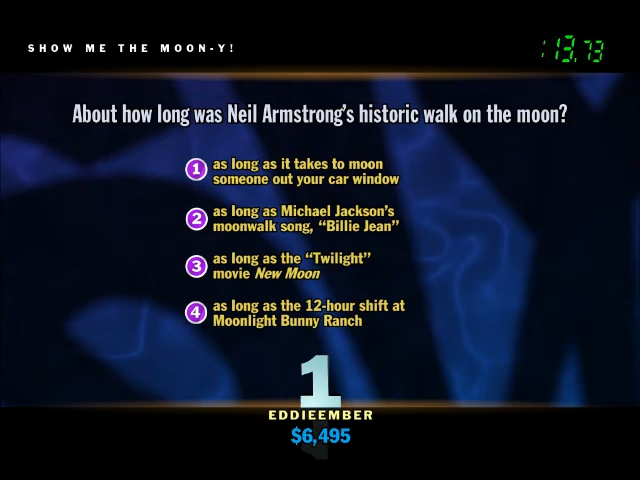 SHOW ME THE MOON-Y!
:13.73
About how long was Neil Armstrong's historic walk on the moon?
1 as long as it takes to moon
someone out your car window
2 as long as Michael Jackson's
moonwalk song, "Billie Jean"
3 as long as the "Twilight"
movie New Moon
4 as long as the 12-hour shift at
Moonlight Bunny Ranch
1
EDDIEEMBER
$6,495